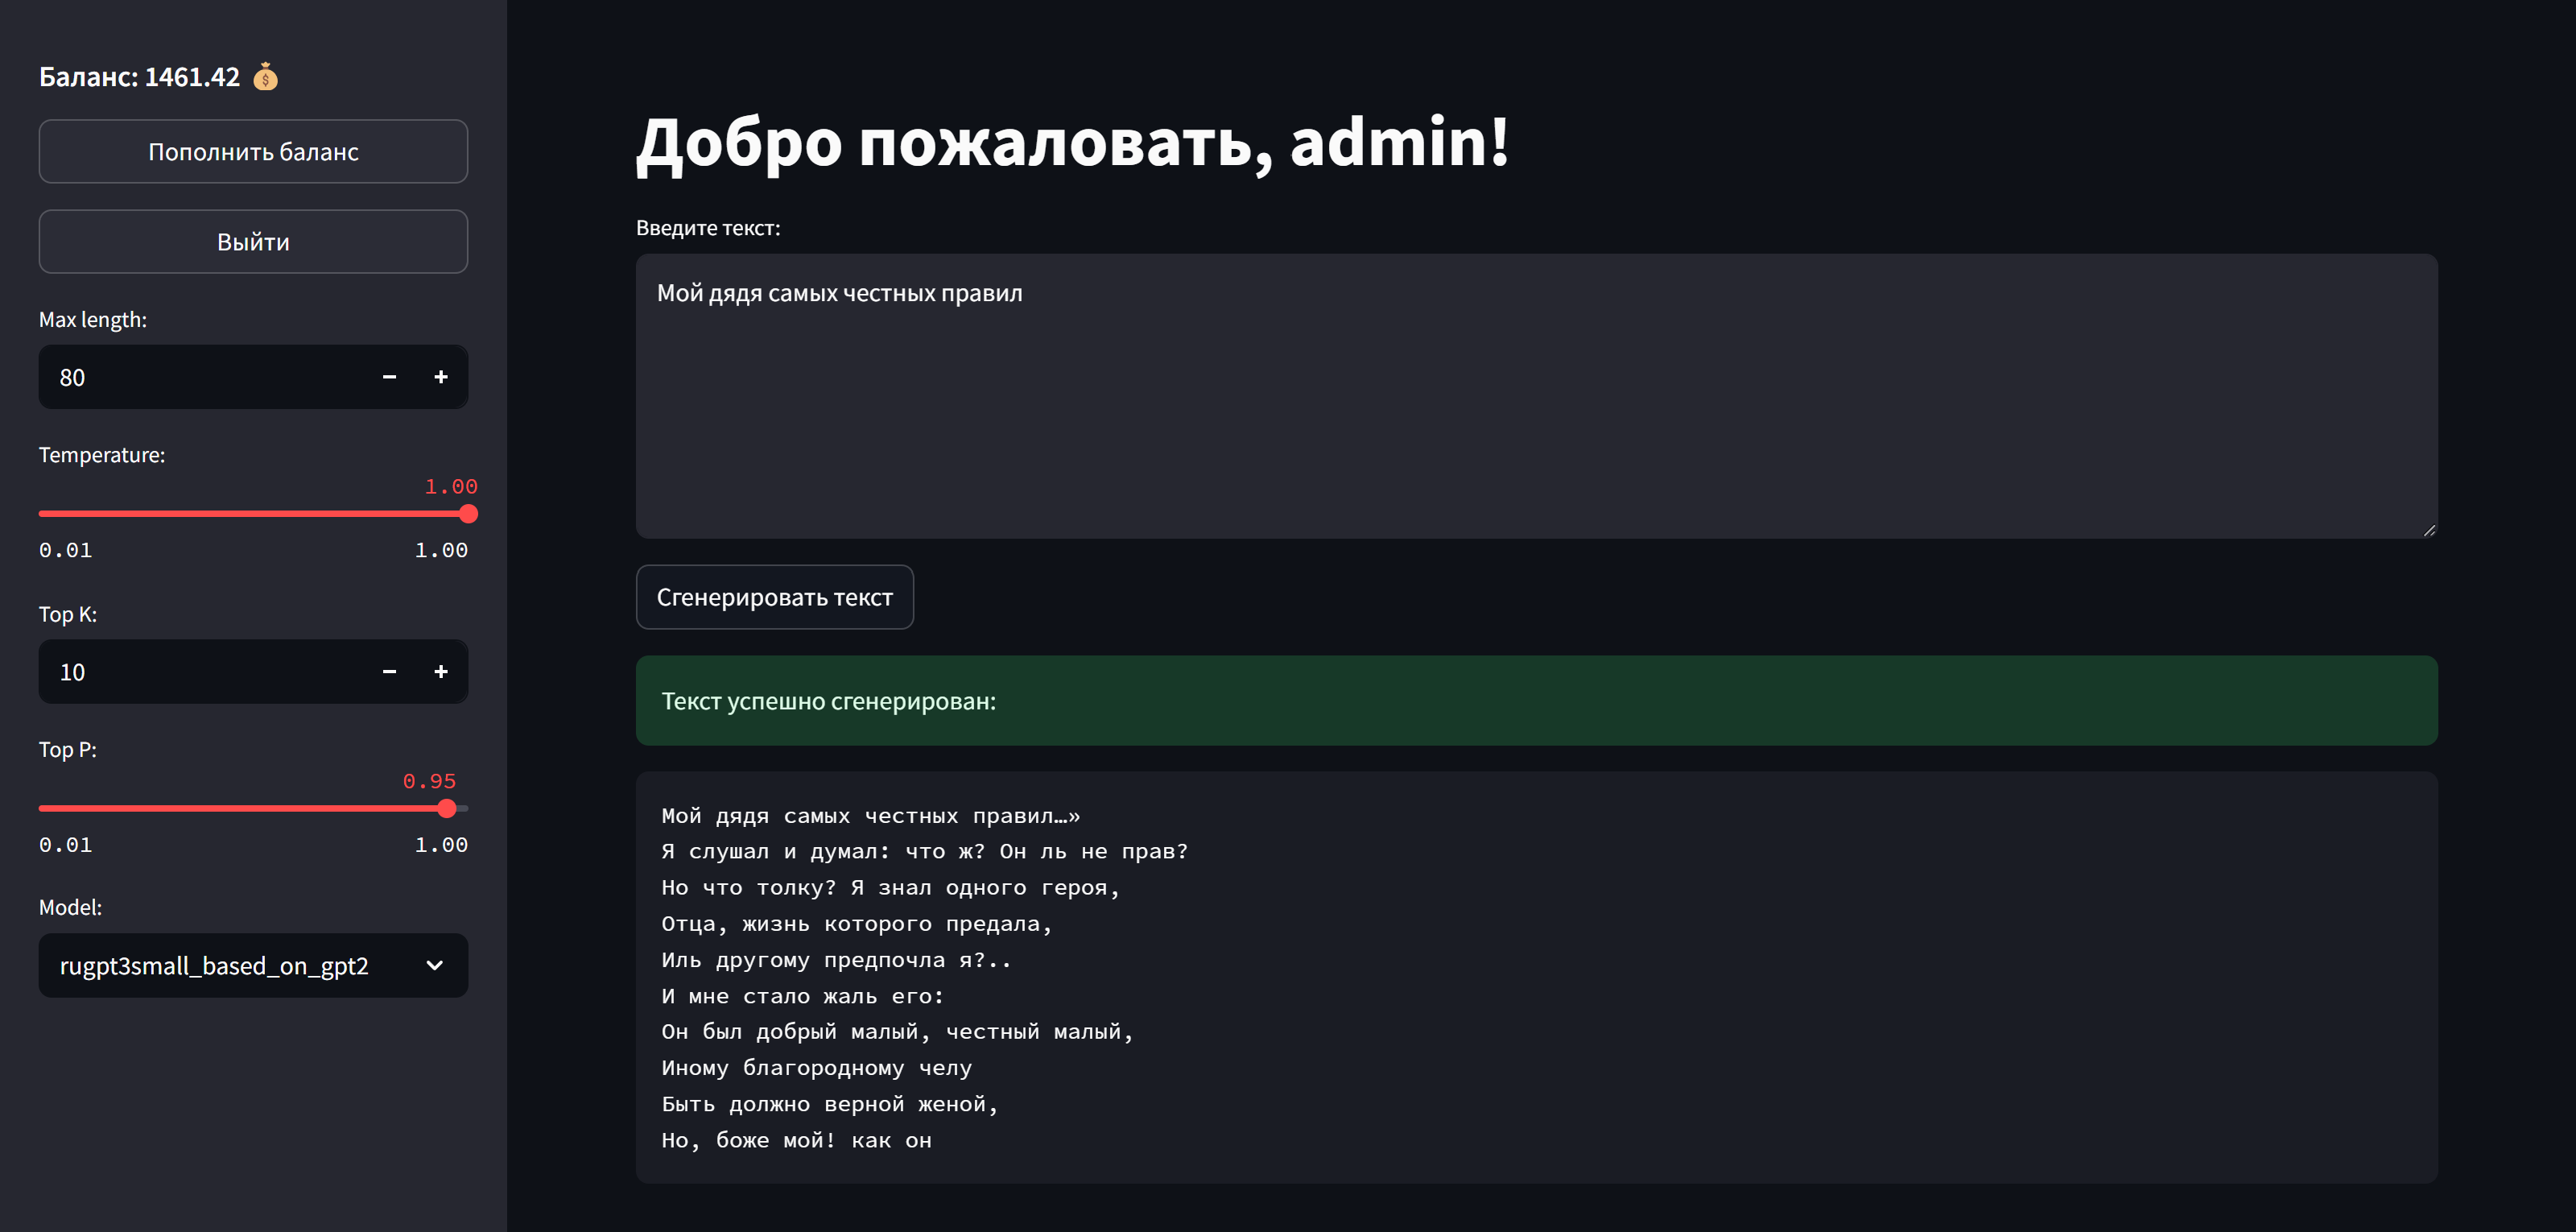 Баланс: 1461.42
Пополнить баланс
Выйти
Max length:
80
Temperature:
1.00
0.01 1.00
Top K:
10
Top P:
0.95
0.01 1.00
Model:
rugpt3small_based_on_gpt2
Добро пожаловать, admin!
Введите текст:
Мой дядя самых честных правил
Сгенерировать текст
Текст успешно сгенерирован:
Мой дядя самых честных правил…»
Я слушал и думал: что ж? Он ль не прав?
Но что толку? Я знал одного героя,
Отца, жизнь которого предала,
Иль другому предпочла я?..
И мне стало жаль его:
Он был добрый малый, честный малый,
Иному благородному челу
Быть должно верной женой,
Но, боже мой! как он